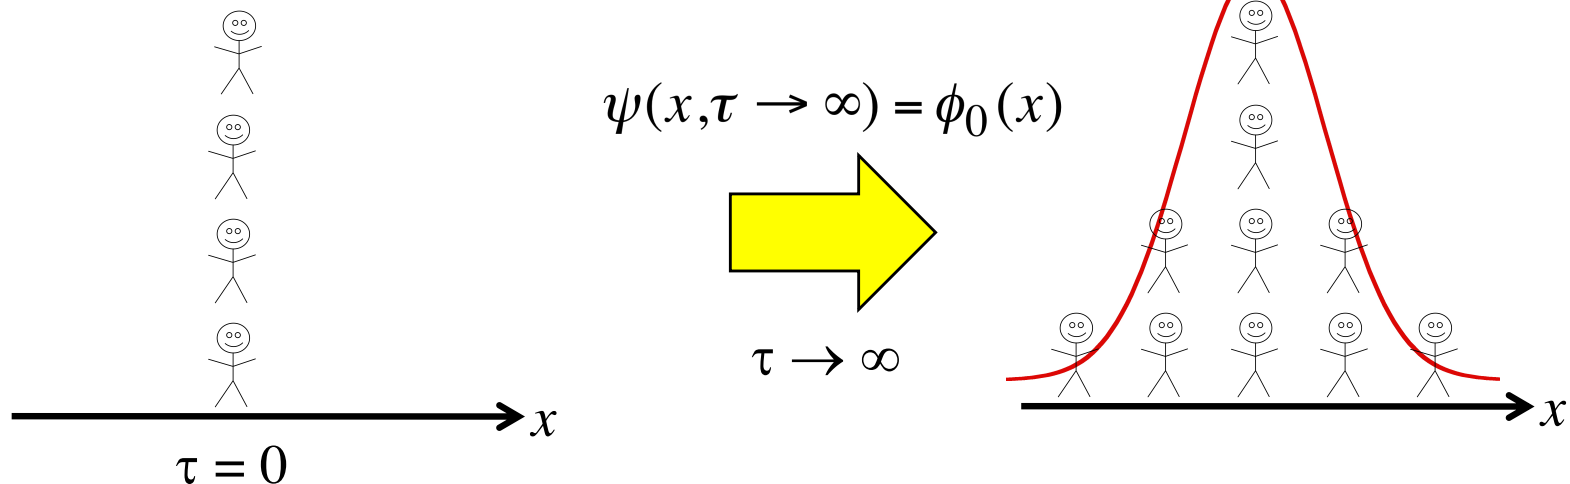 ψ(x,τ → ∞) = ϕ₀(x)
τ → ∞
x
τ = 0
x